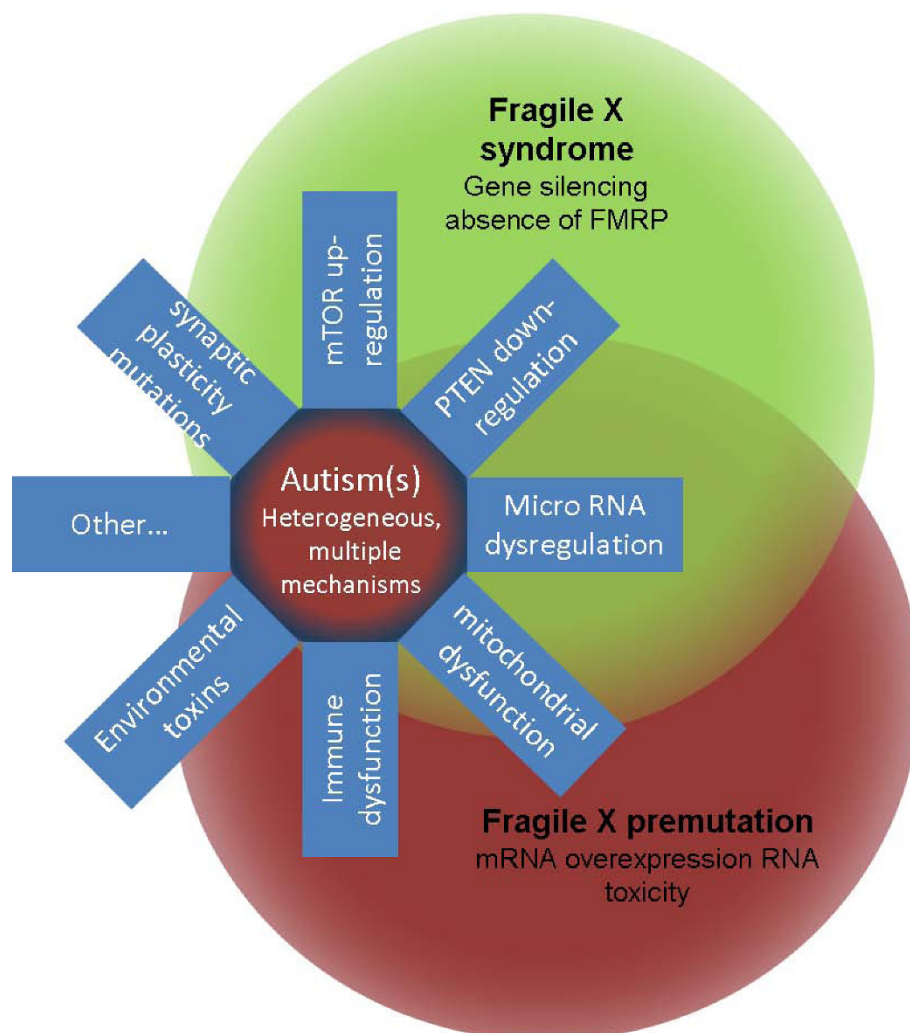 Fragile X
syndrome
Gene silencing
absence of FMRP
mTOR up-
regulation
synaptic
plasticity
mutations
PTEN down-
regulation
Autism(s)
Heterogeneous,
multiple
mechanisms
Other...
Micro RNA
dysregulation
Environmental
toxins
Immune
dysfunction
mitochondrial
dysfunction
Fragile X premutation
mRNA overexpression RNA
toxicity